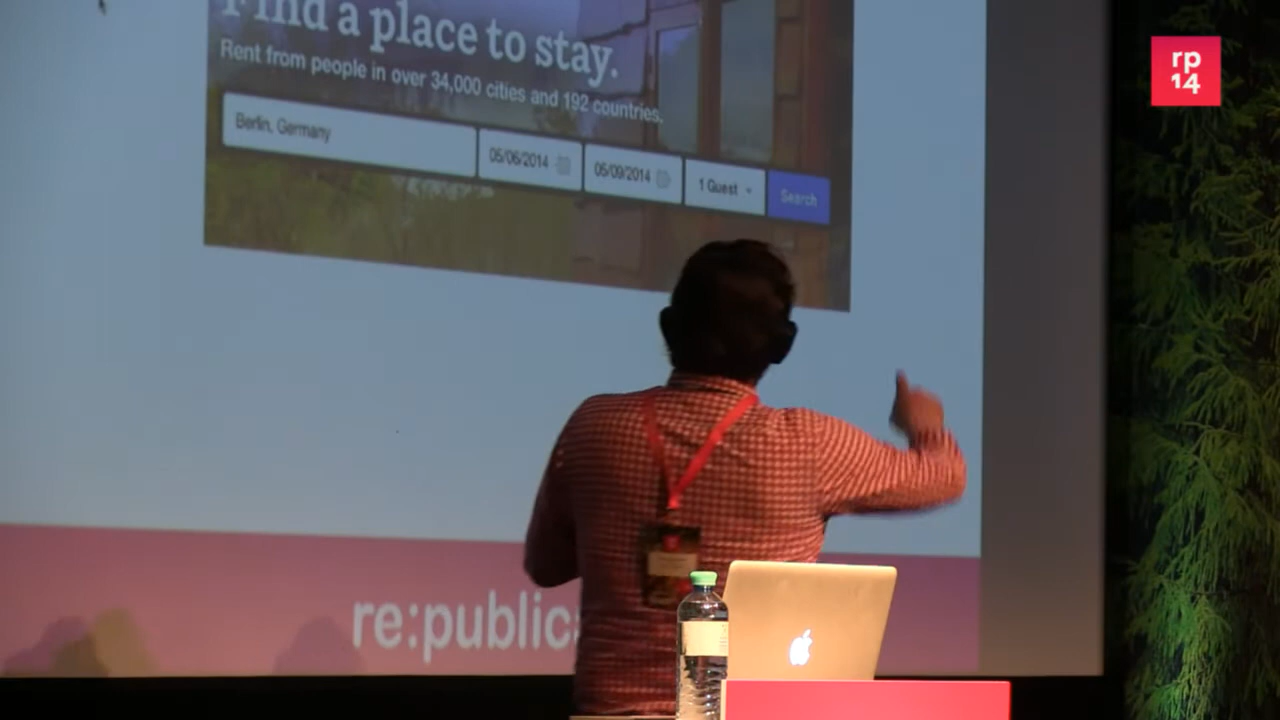 Find a place to stay.
Rent from people in over 34,000 cities and 192 countries.
Berlin, Germany
05/06/2014
05/09/2014
1 Guest
Search
rp
14
re:publica